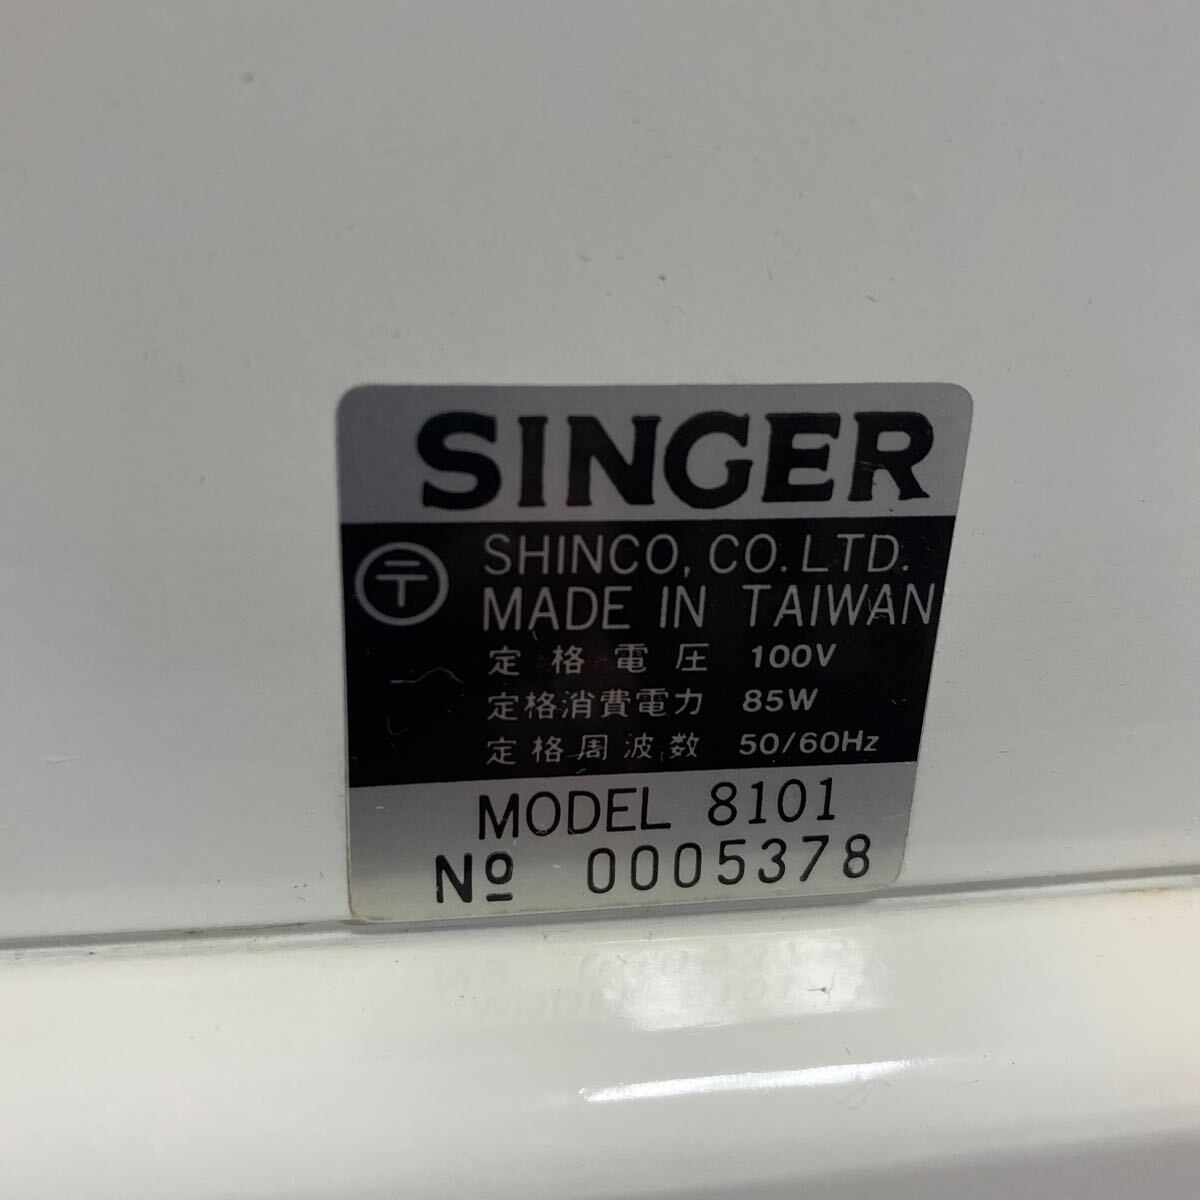 SINGER
〒 SHINCO, CO. LTD.
MADE IN TAIWAN
定格電圧 100V
定格消費電力 85W
定格周波数 50/60Hz
MODEL 8101
Nº 0005378